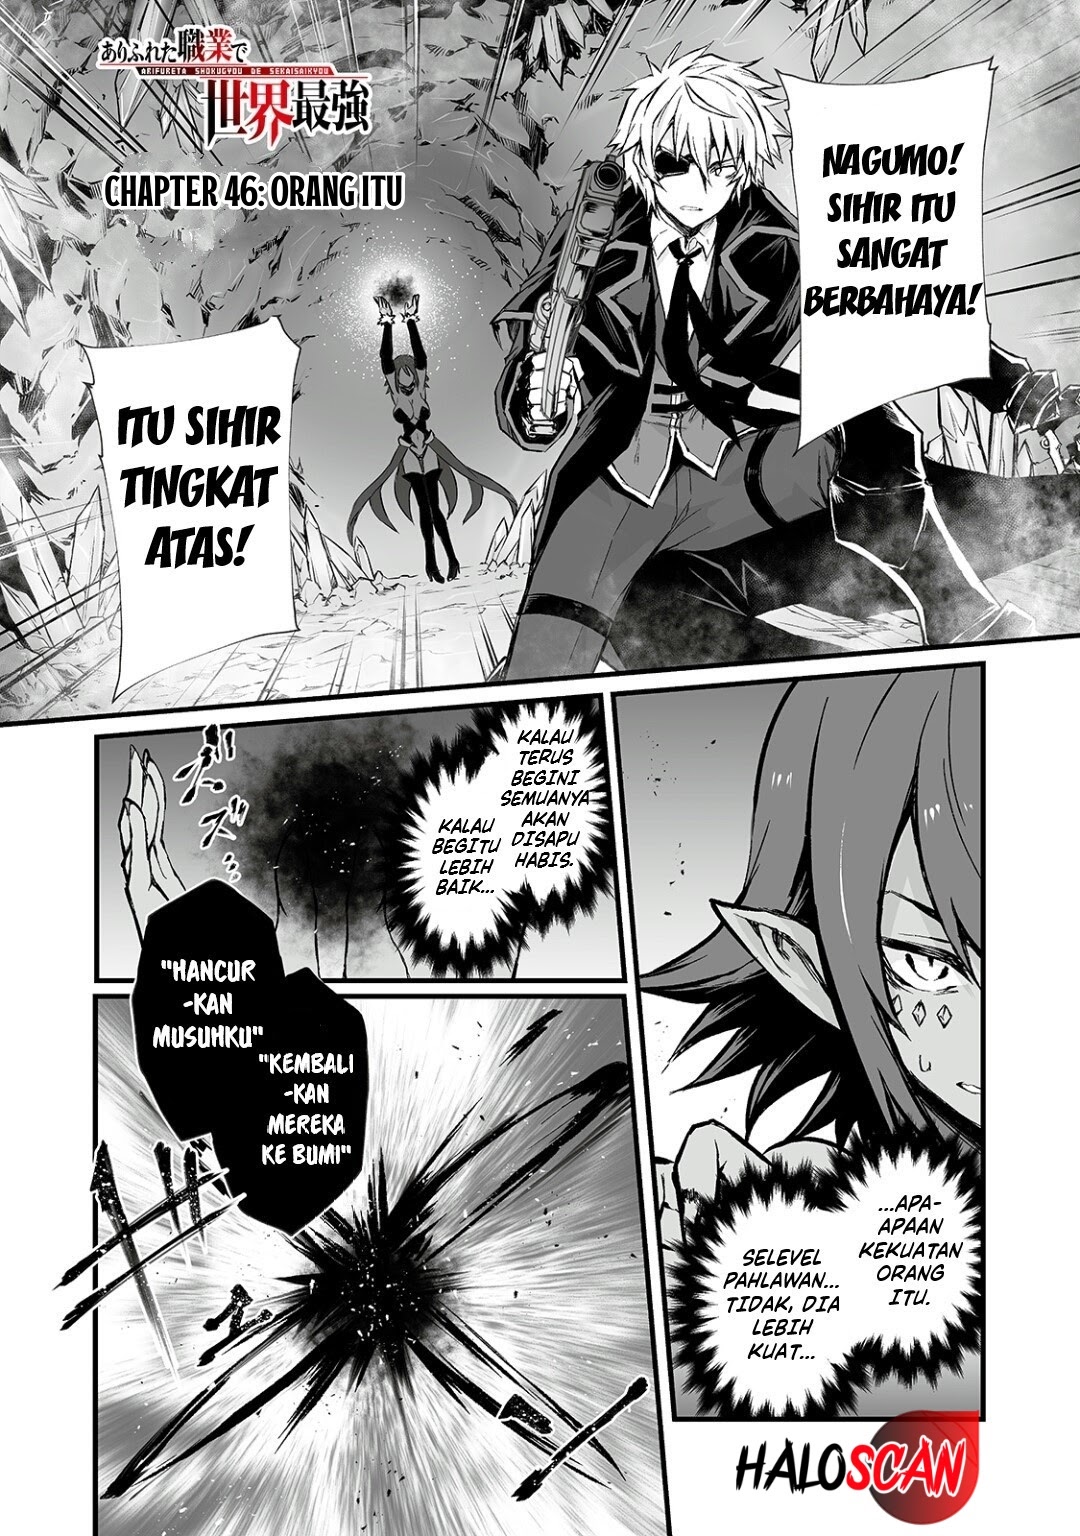 ありふれた職業で
ARIFURETA SHOKUGYOU DE SEKAISAIKYOU
世界最強
CHAPTER 46: ORANG ITU
NAGUMO!
SIHIR ITU
SANGAT
BERBAHAYA!
ITU SIHIR
TINGKAT
ATAS!
...APA-
APAAN
KEKUATAN
ORANG
ITU.
SELEVEL
PAHLAWAN...
TIDAK, DIA
LEBIH
KUAT...
KALAU
TERUS
BEGINI
SEMUANYA
AKAN
DISAPU
HABIS.
KALAU
BEGITU
LEBIH
BAIK...
"HANCUR
-KAN
MUSUHKU"
"KEMBALI
-KAN
MEREKA
KE BUMI"
HALOSCAN